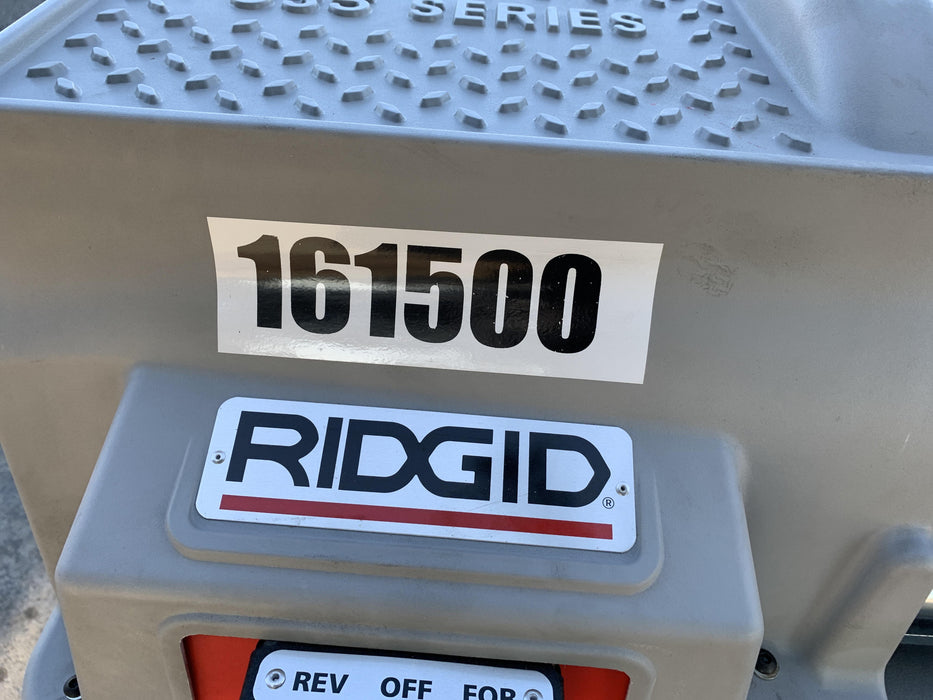 SERIES
161500
RIDGID®
REV OFF FOR